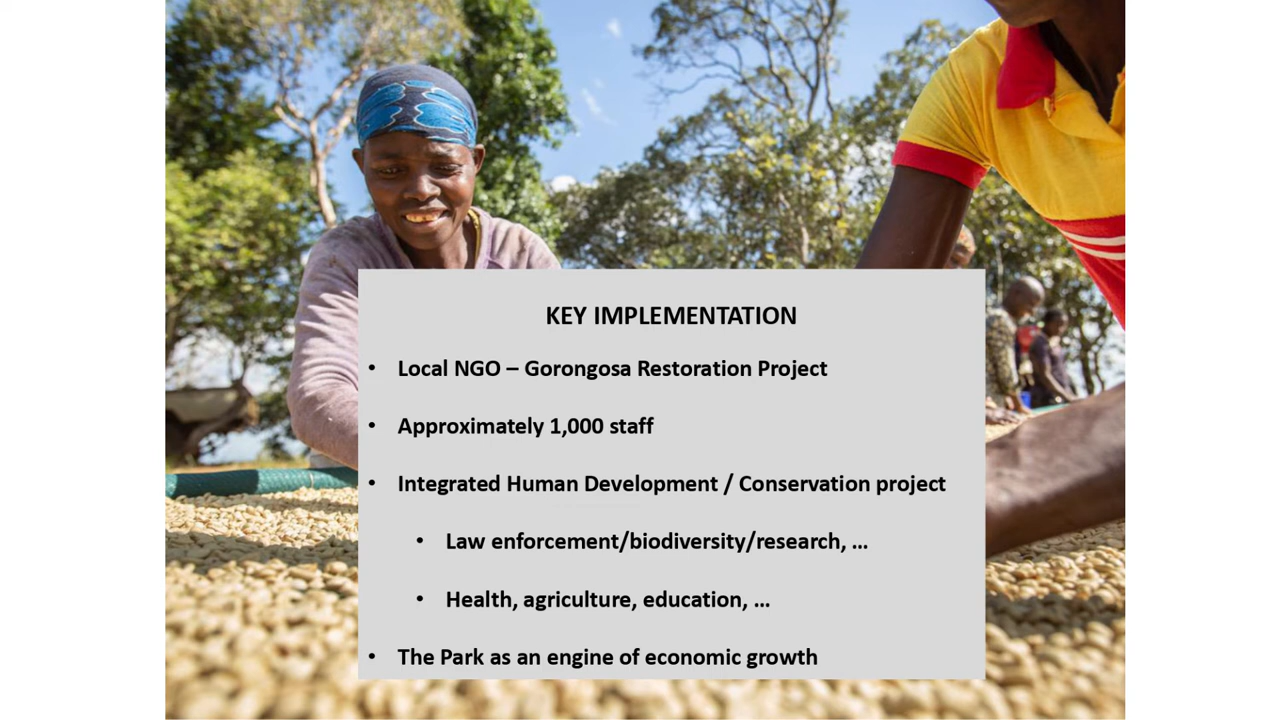 KEY IMPLEMENTATION
• Local NGO – Gorongosa Restoration Project
• Approximately 1,000 staff
• Integrated Human Development / Conservation project
• Law enforcement/biodiversity/research, ...
• Health, agriculture, education, ...
• The Park as an engine of economic growth